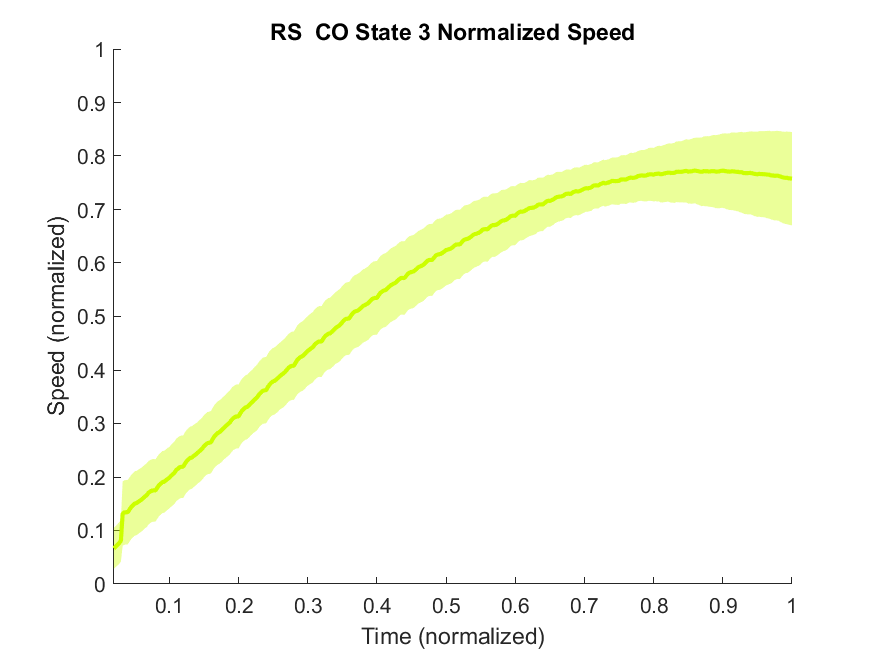 RS  CO State 3 Normalized Speed
1
0.9
0.8
0.7
0.6
0.5
0.4
0.3
0.2
0.1
0
Speed (normalized)
0.1 0.2 0.3 0.4 0.5 0.6 0.7 0.8 0.9 1
Time (normalized)